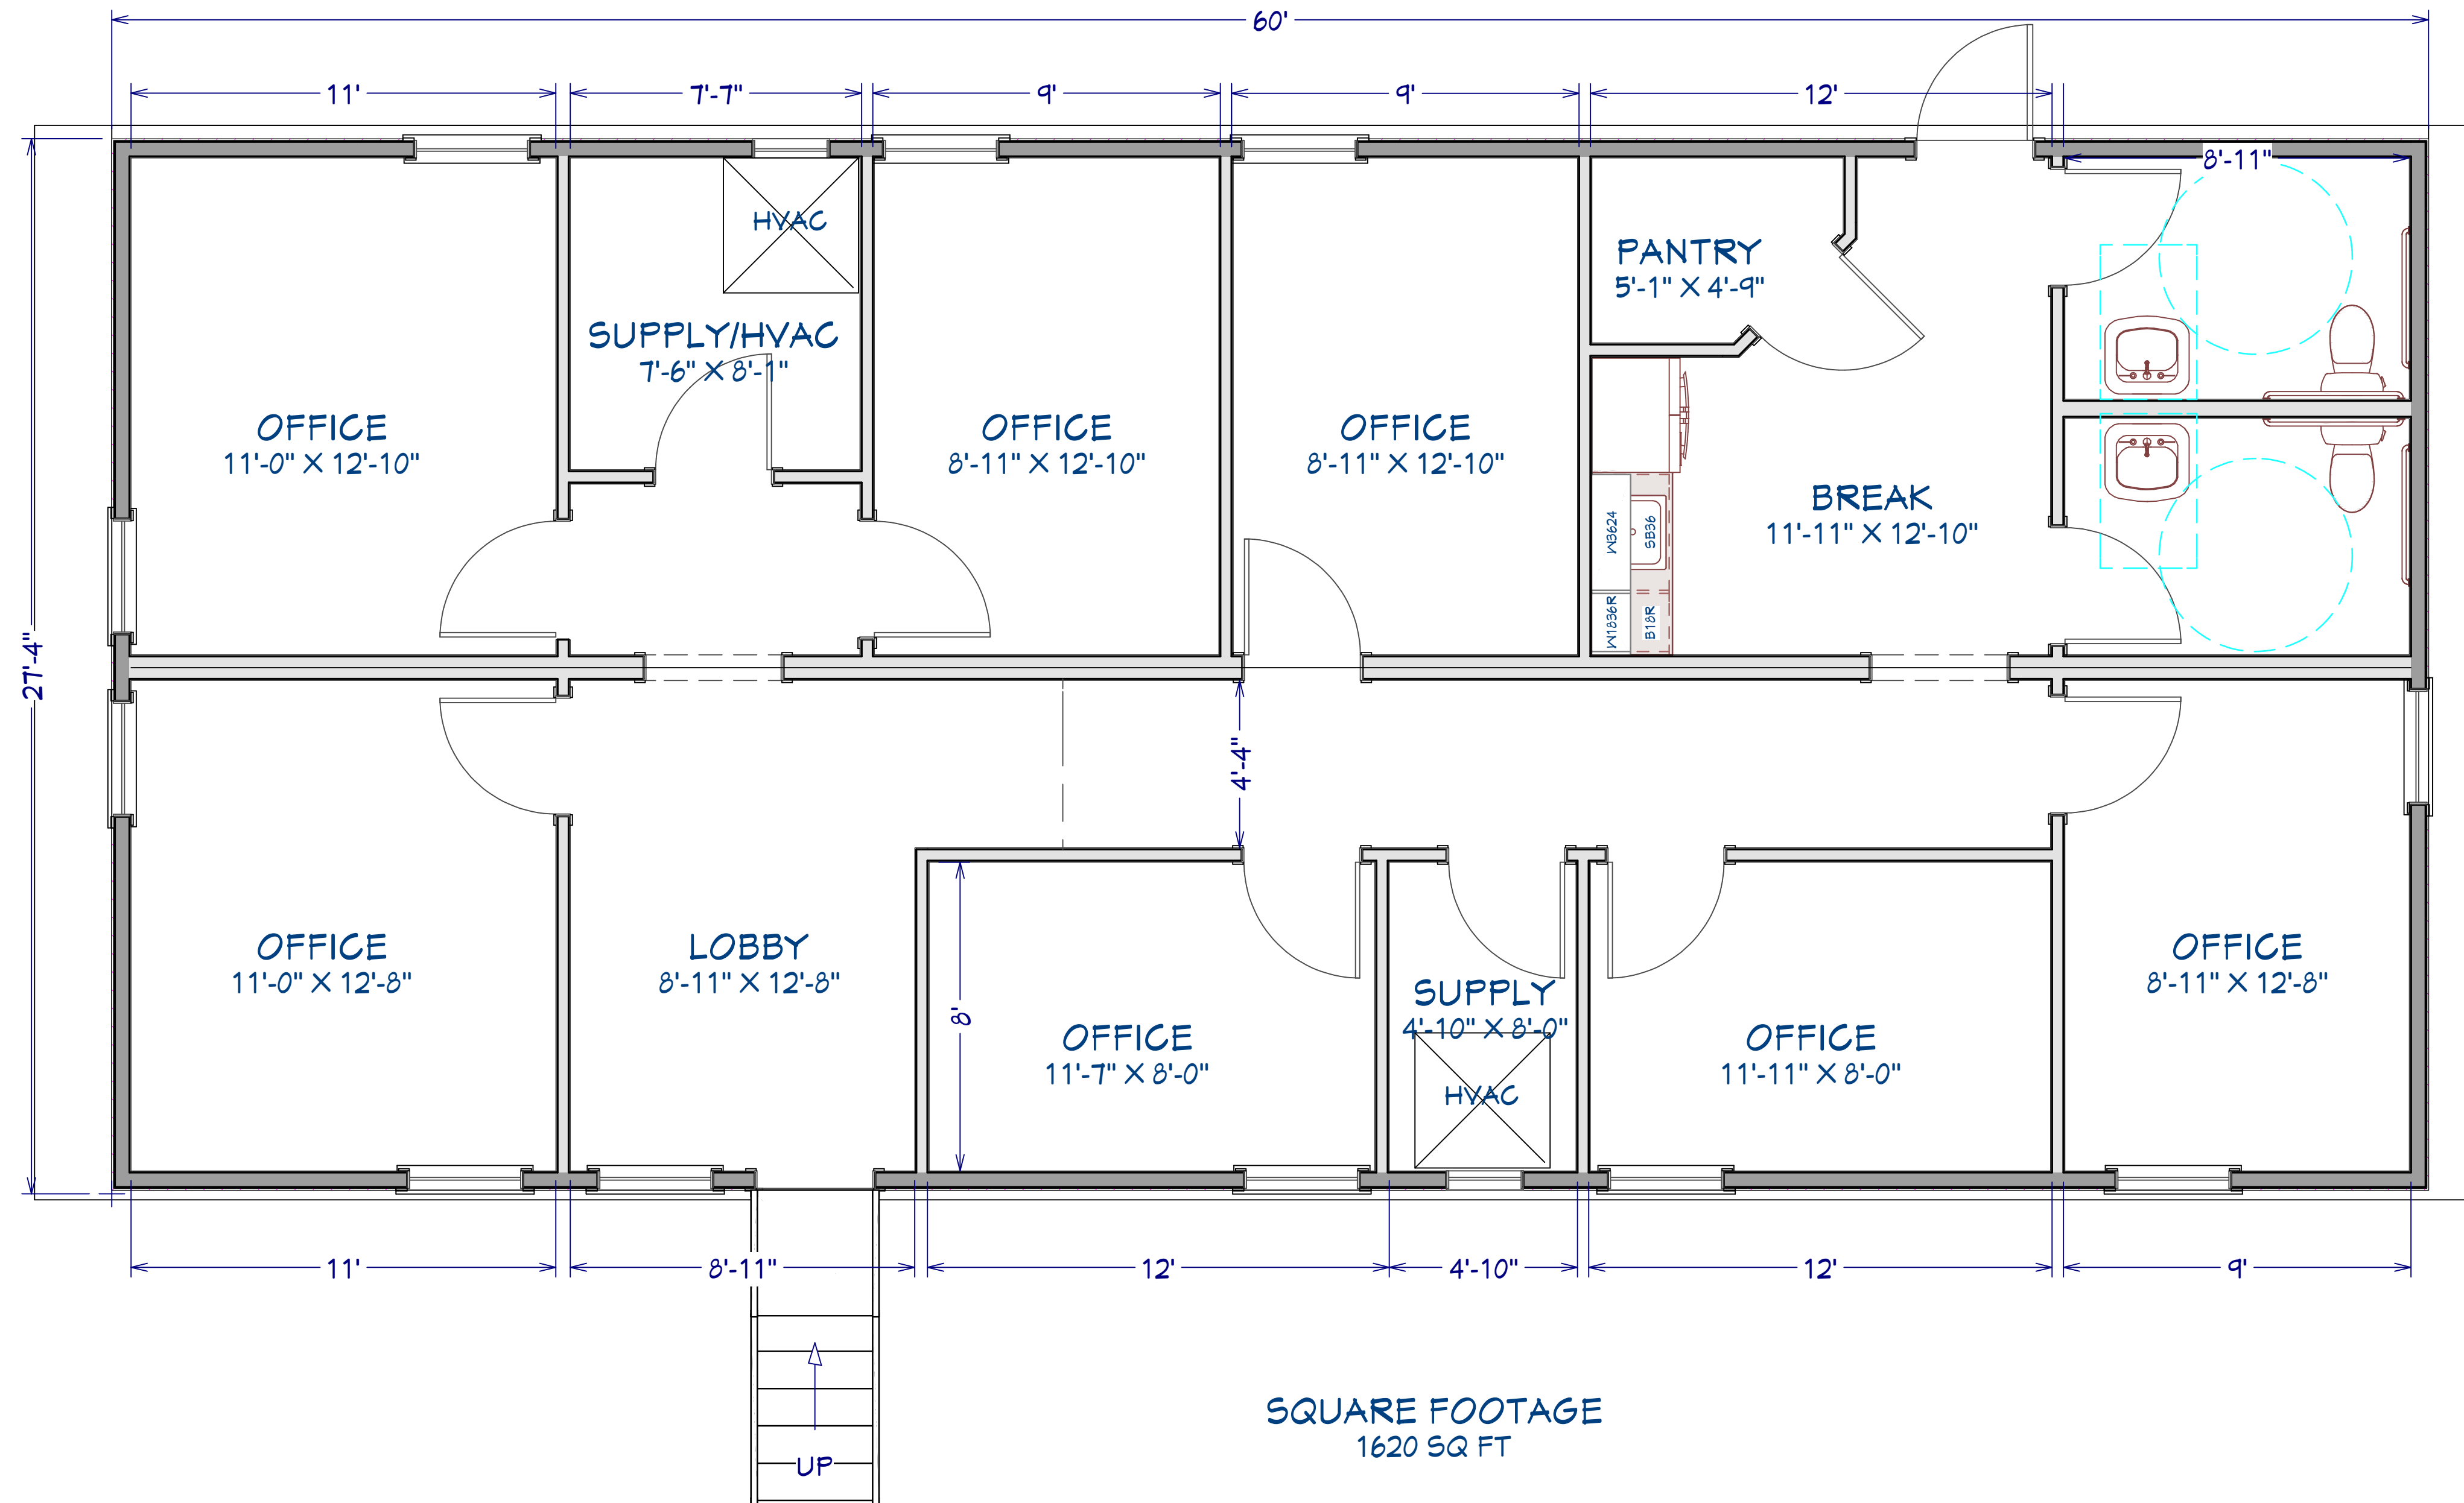 60'
11'
7'-7"
9'
9'
12'
8'-11"
HVAC
PANTRY
5'-1" X 4'-9"
SUPPLY/HVAC
7'-6" X 8'-1"
OFFICE
11'-0" X 12'-10"
OFFICE
8'-11" X 12'-10"
OFFICE
8'-11" X 12'-10"
BREAK
11'-11" X 12'-10"
W3624
SB36
W1836R
B18R
27'-4"
4'-4"
OFFICE
11'-0" X 12'-8"
LOBBY
8'-11" X 12'-8"
8'
OFFICE
11'-7" X 8'-0"
SUPPLY
4'-10" X 8'-0"
HVAC
OFFICE
11'-11" X 8'-0"
OFFICE
8'-11" X 12'-8"
11'
8'-11"
12'
4'-10"
12'
9'
UP
SQUARE FOOTAGE
1620 SQ FT